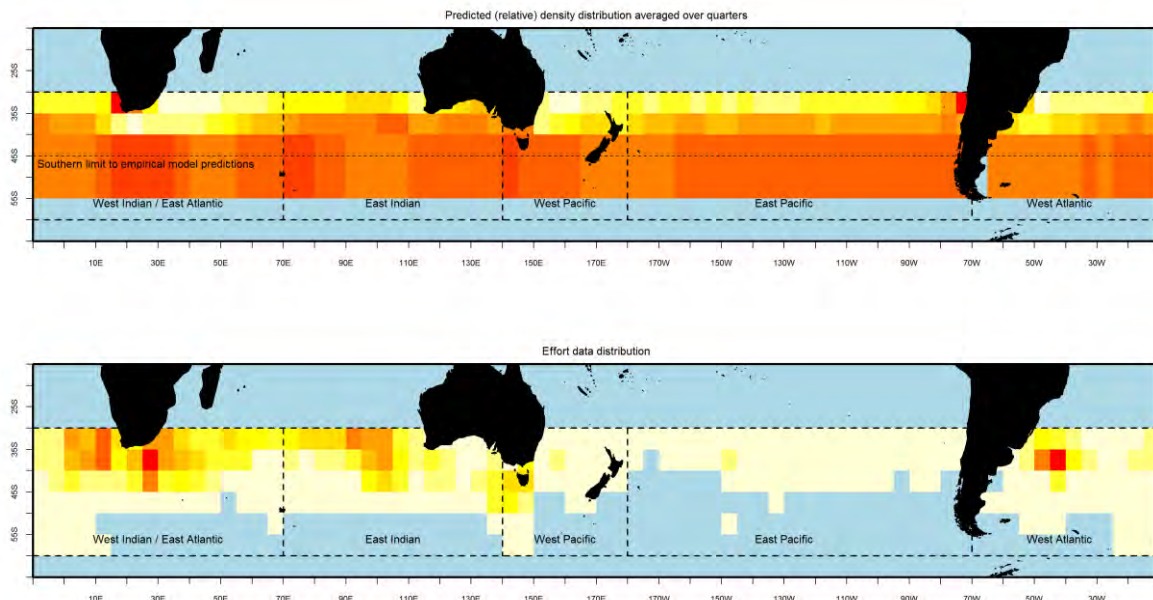 Predicted (relative) density distribution averaged over quarters
25S
35S
45S
55S
Southern limit to empirical model predictions
West Indian / East Atlantic
East Indian
West Pacific
East Pacific
West Atlantic
10E 30E 50E 70E 90E 110E 130E 150E 170E 170W 150W 130W 110W 90W 70W 50W 30W
Effort data distribution
25S
35S
45S
55S
West Indian / East Atlantic
East Indian
West Pacific
East Pacific
West Atlantic
10E 30E 50E 70E 90E 110E 130E 150E 170E 170W 150W 130W 110W 90W 70W 50W 30W